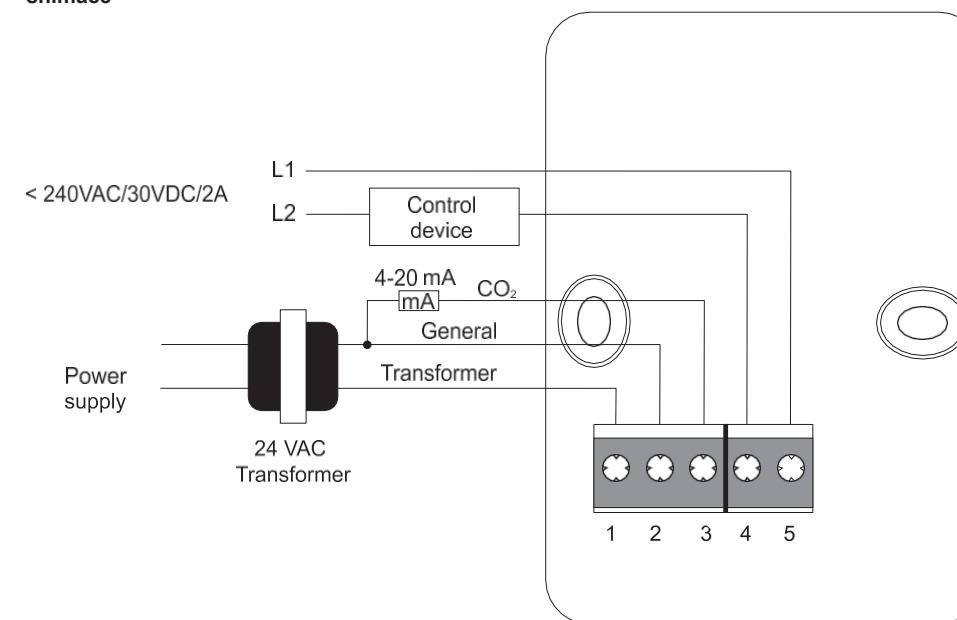 L1
< 240VAC/30VDC/2A
L2
Control
device
4-20 mA
mA
CO₂
General
Transformer
Power
supply
24 VAC
Transformer
1 2 3 4 5